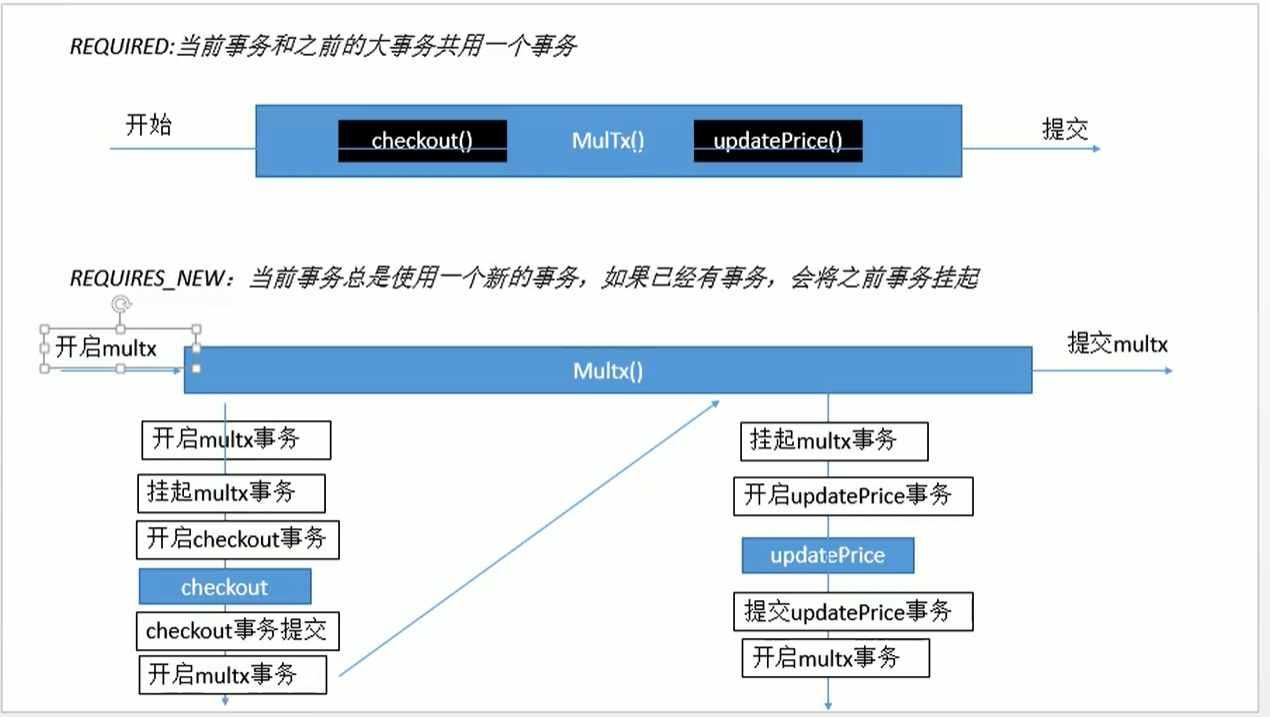 REQUIRED:当前事务和之前的大事务共用一个事务
开始
checkout()
MulTx()
updatePrice()
提交
REQUIRES_NEW：当前事务总是使用一个新的事务，如果已经有事务，会将之前事务挂起
开启multx
Multx()
提交multx
开启multx事务
挂起multx事务
开启checkout事务
checkout
checkout事务提交
开启multx事务
挂起multx事务
开启updatePrice事务
updatePrice
提交updatePrice事务
开启multx事务